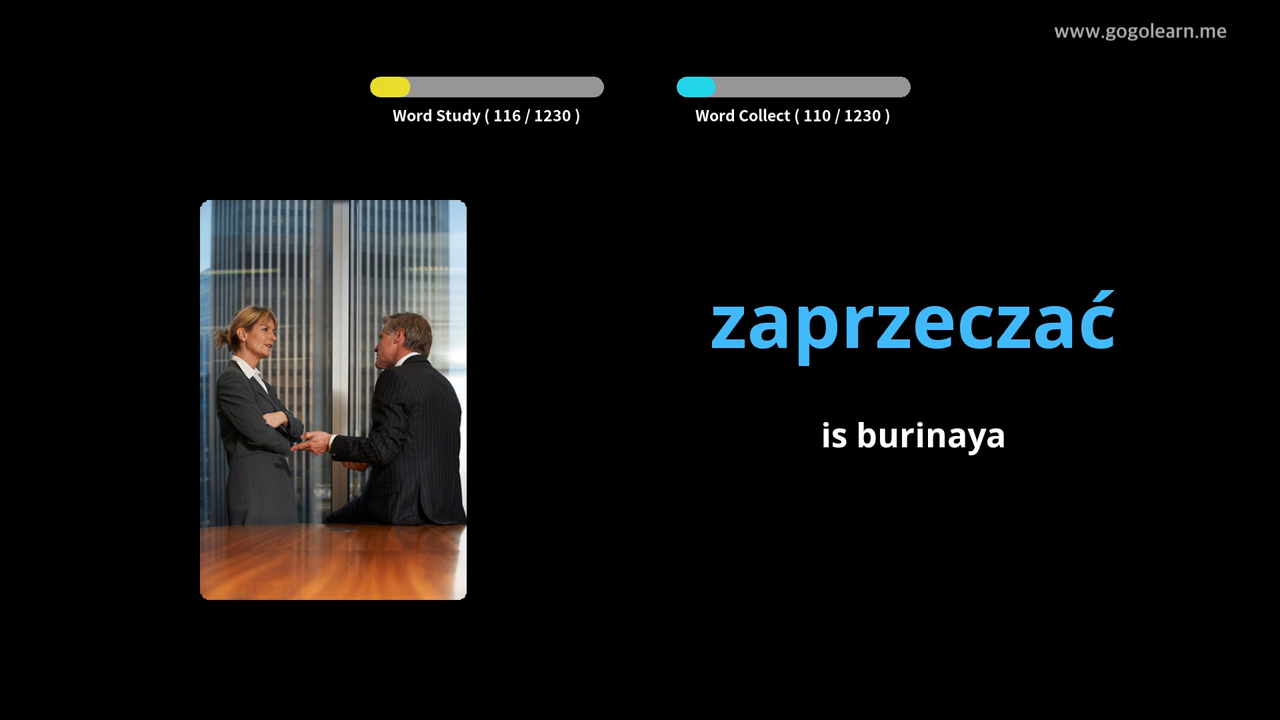 www.gogolearn.me
Word Study ( 116 / 1230 )
Word Collect ( 110 / 1230 )
zaprzeczać
is burinaya